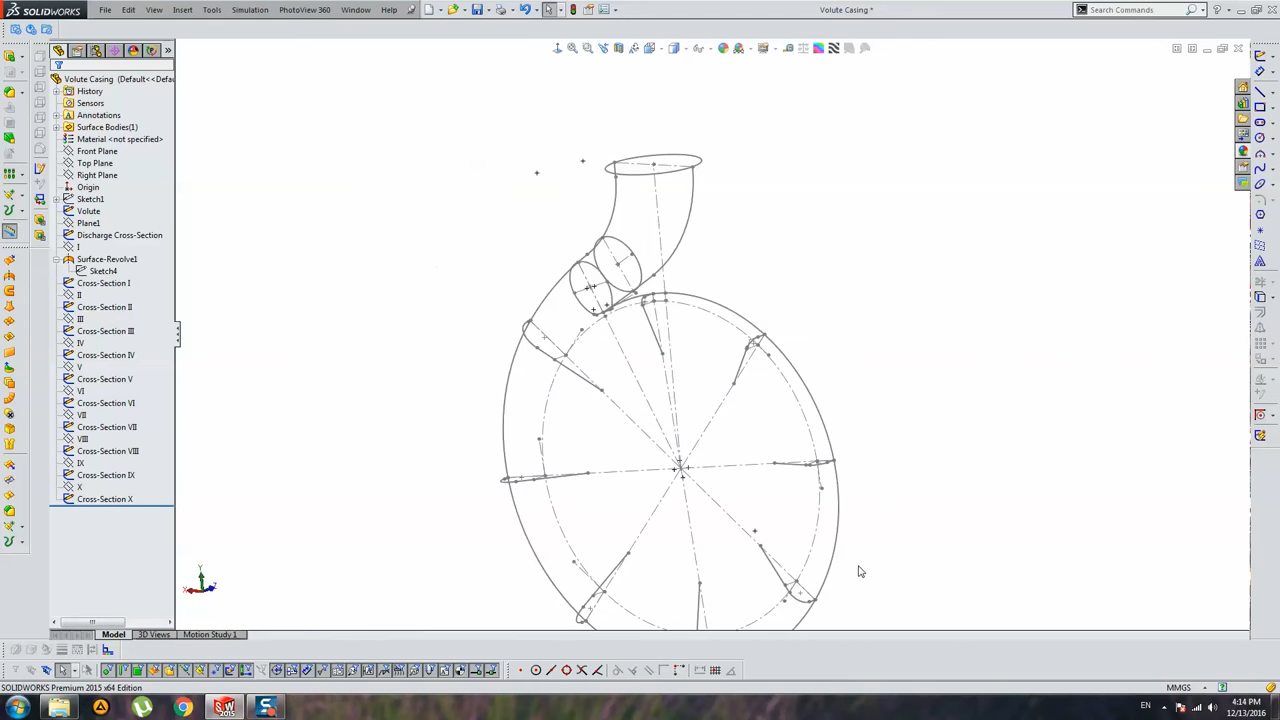 SOLIDWORKS
File Edit View Insert Tools Simulation PhotoView 360 Window Help
Volute Casing *
Search Commands
Volute Casing (Default<<Defau
History
Sensors
Annotations
Surface Bodies(1)
Material <not specified>
Front Plane
Top Plane
Right Plane
Origin
Sketch1
Volute
Plane1
Discharge Cross-Section
I
Surface-Revolve1
Sketch4
Cross-Section I
II
Cross-Section II
III
Cross-Section III
IV
Cross-Section IV
V
Cross-Section V
VI
Cross-Section VI
VII
Cross-Section VII
VIII
Cross-Section VIII
IX
Cross-Section IX
X
Cross-Section X
Y
X
Z
Model 3D Views Motion Study 1
SOLIDWORKS Premium 2015 x64 Edition
MMGS
EN
4:14 PM
12/13/2016